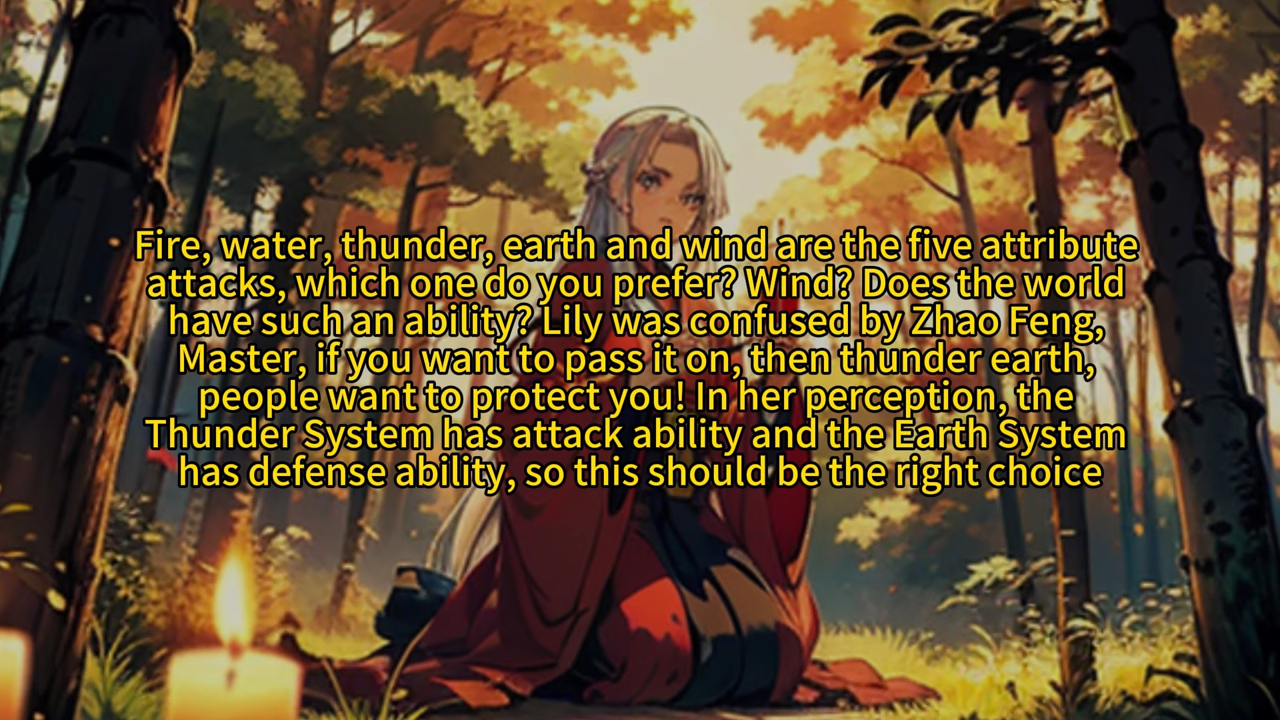 Fire, water, thunder, earth and wind are the five attribute
attacks, which one do you prefer? Wind? Does the world
have such an ability? Lily was confused by Zhao Feng,
Master, if you want to pass it on, then thunder earth,
people want to protect you! In her perception, the
Thunder System has attack ability and the Earth System
has defense ability, so this should be the right choice